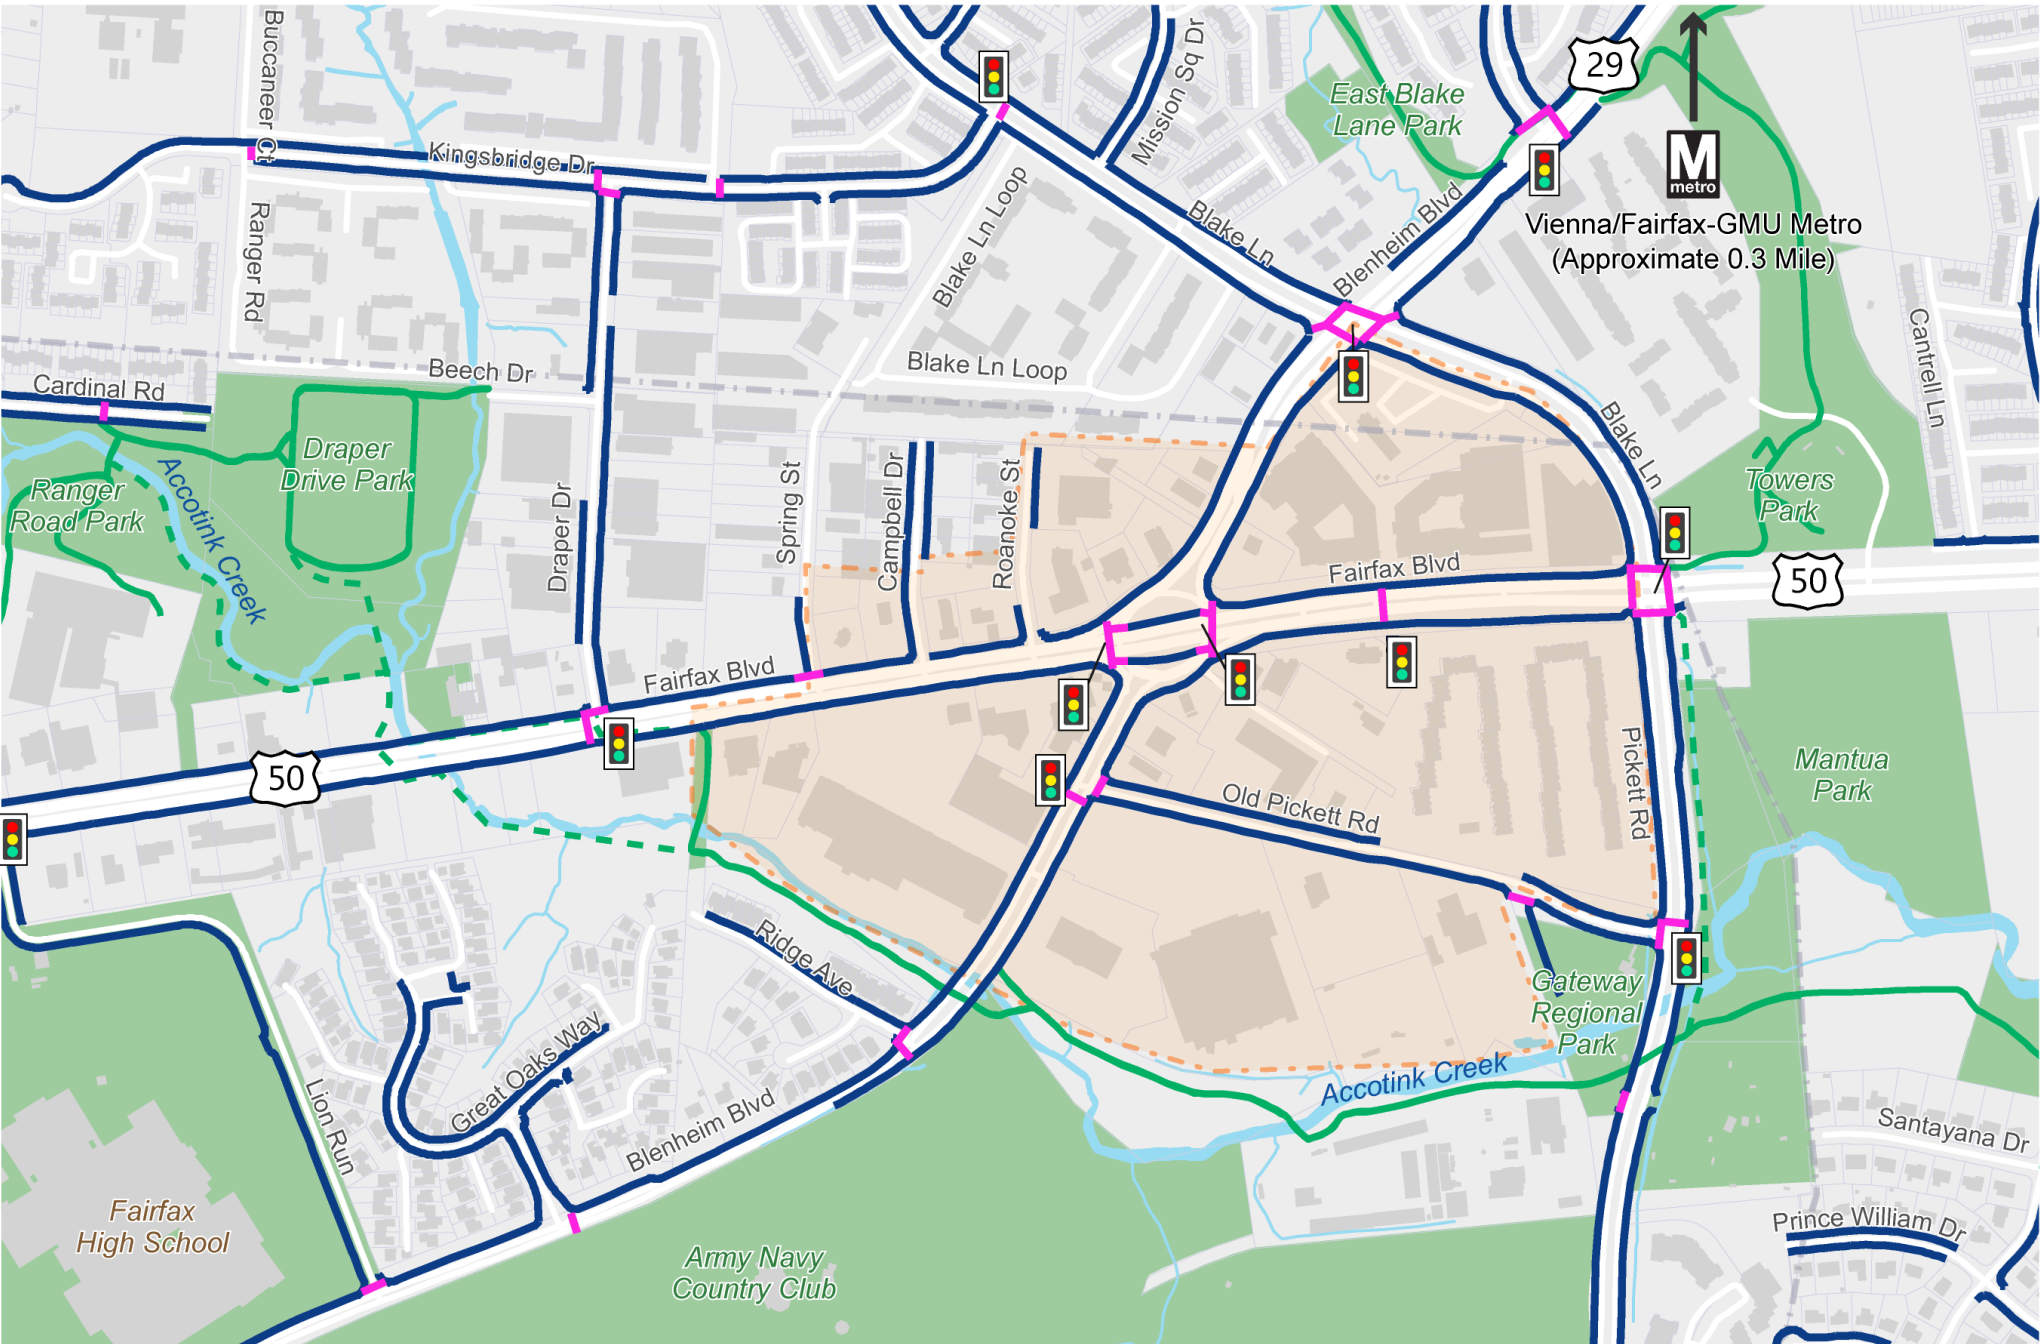 Buccaneer Ct
Mission Sq Dr
29
East Blake
Lane Park
M
metro
Vienna/Fairfax-GMU Metro
(Approximate 0.3 Mile)
Kingsbridge Dr
Ranger Rd
Blake Ln Loop
Blake Ln
Blenheim Blvd
Cantrell Ln
Beech Dr
Blake Ln Loop
Cardinal Rd
Blake Ln
Draper
Drive Park
Ranger
Road Park
Accotink Creek
Draper Dr
Spring St
Campbell Dr
Roanoke St
Towers
Park
Fairfax Blvd
50
Fairfax Blvd
50
Pickett Rd
Mantua
Park
Old Pickett Rd
Ridge Ave
Gateway
Regional
Park
Great Oaks Way
Lion Run
Blenheim Blvd
Accotink Creek
Santayana Dr
Prince William Dr
Fairfax
High School
Army Navy
Country Club